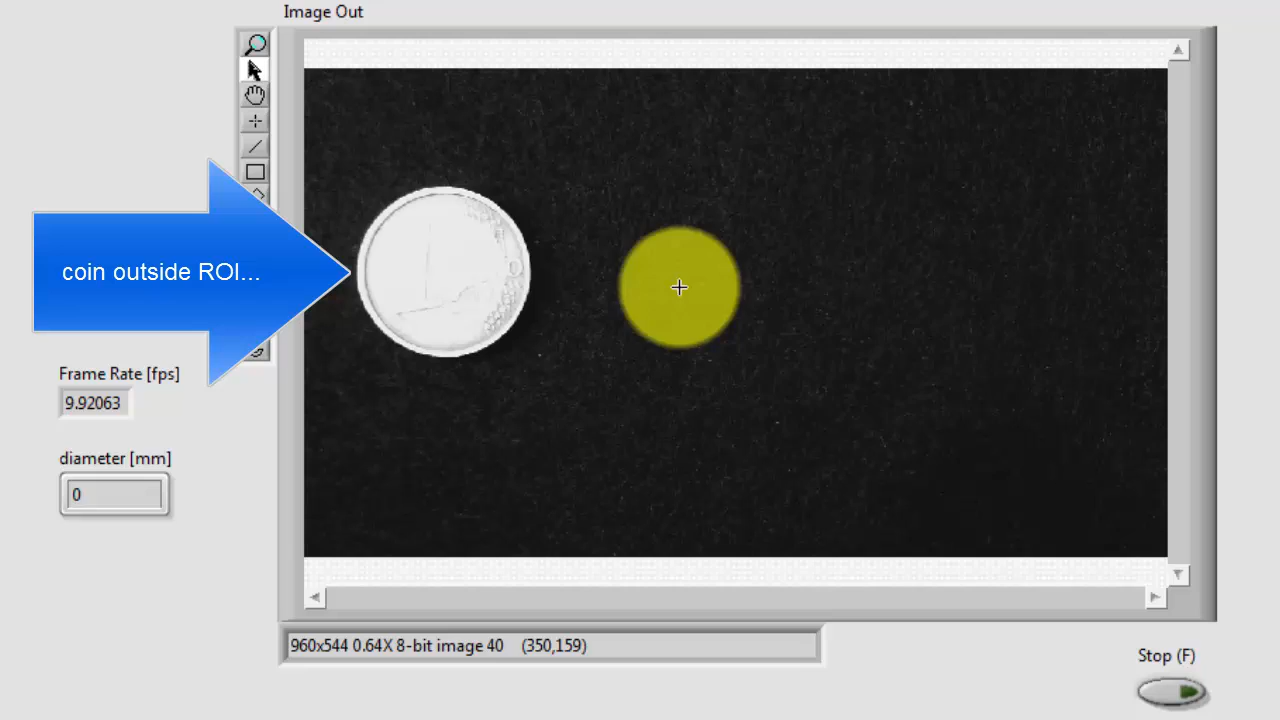 Image Out
coin outside ROI...
Frame Rate [fps]
9.92063
diameter [mm]
0
960x544 0.64X 8-bit image 40 (350,159)
Stop (F)